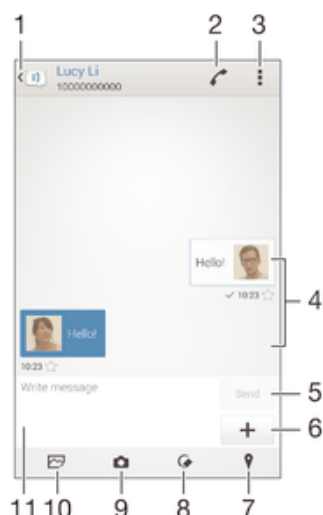 1 2 3
Lucy Li
10000000000
Hello!
10:23
4
Hello!
10:23
Write message
Send 5
6
11 10 9 8 7